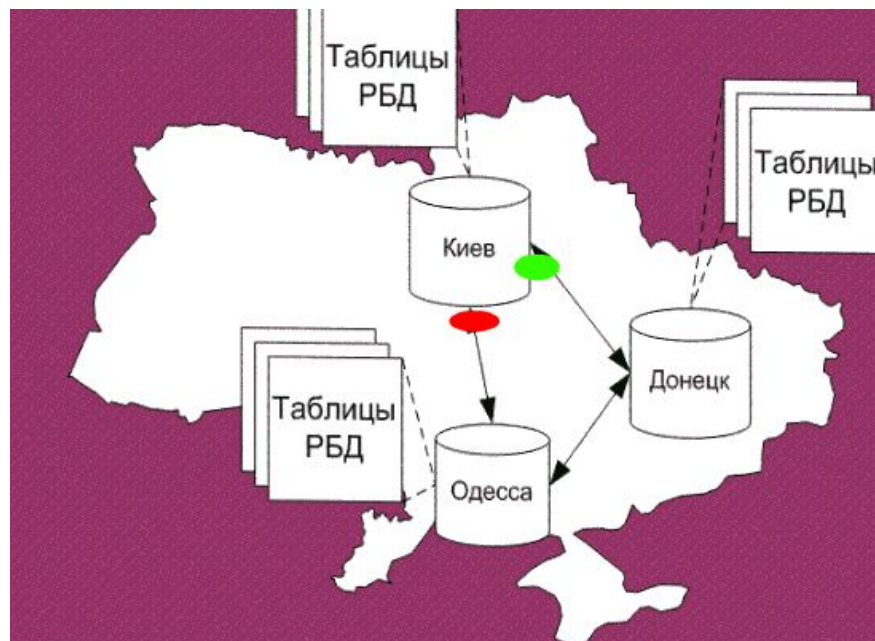 Таблицы
РБД
Таблицы
РБД
Киев
Донецк
Таблицы
РБД
Одесса